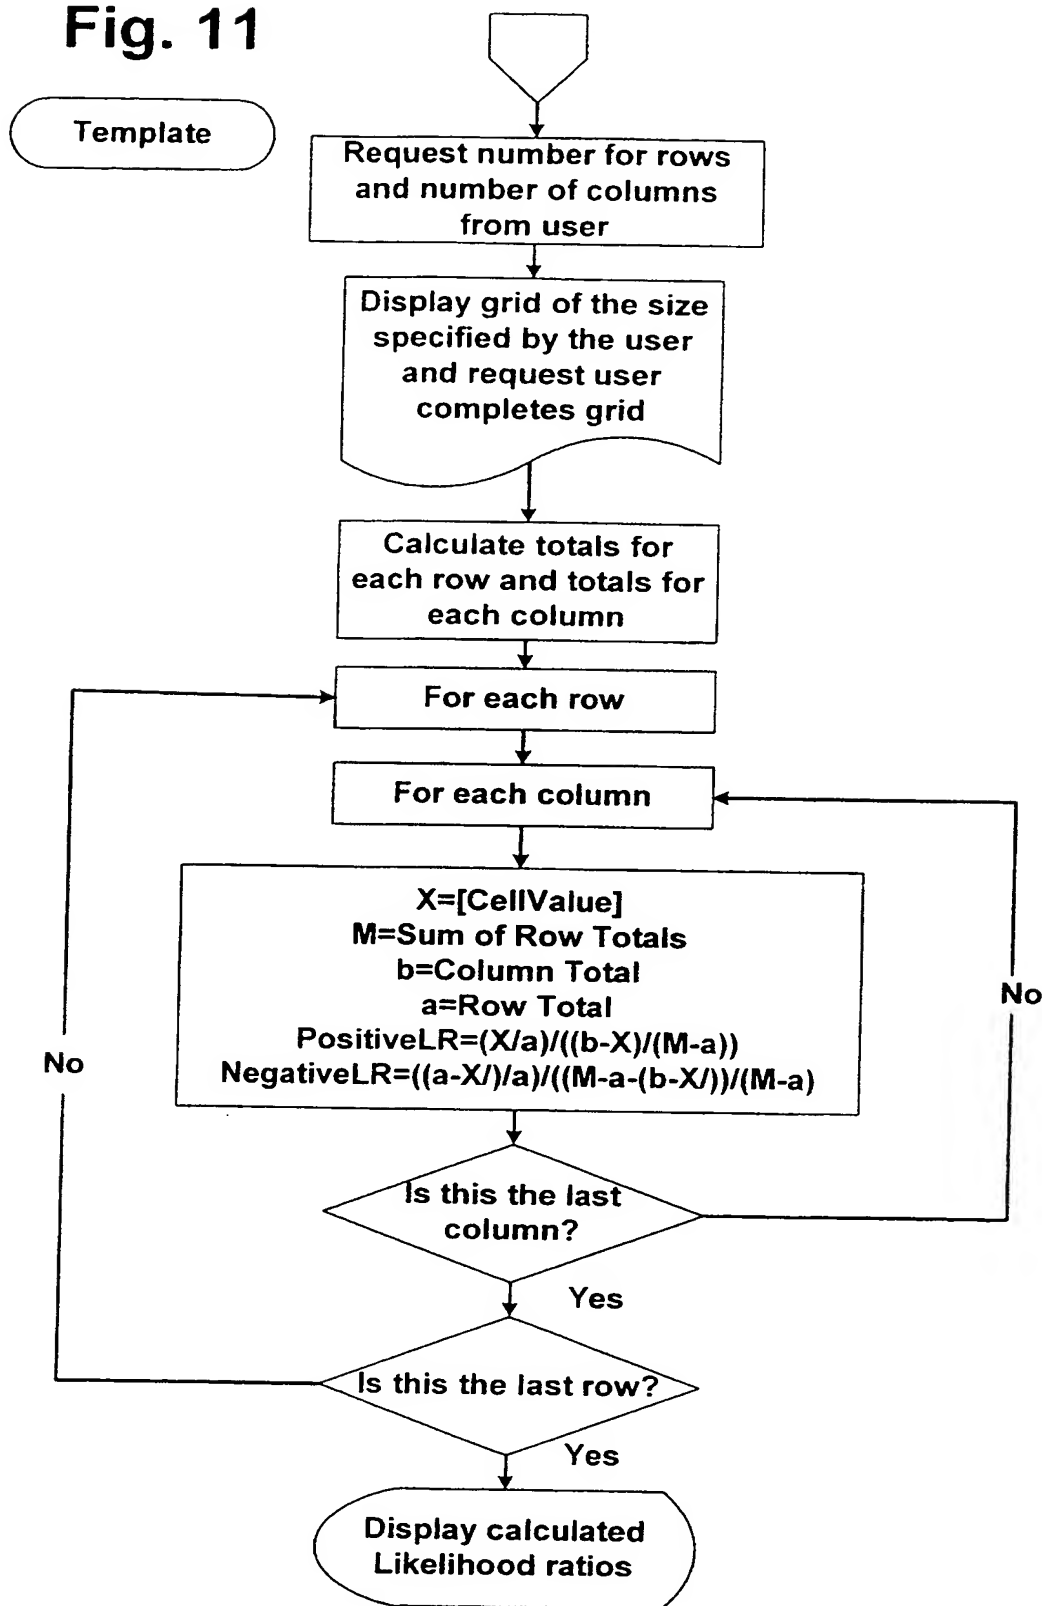 Fig. 11
Template
Request number for rows
and number of columns
from user
Display grid of the size
specified by the user
and request user
completes grid
Calculate totals for
each row and totals for
each column
For each row
For each column
X=[CellValue]
M=Sum of Row Totals
b=Column Total
a=Row Total
PositiveLR=(X/a)/((b-X)/(M-a))
NegativeLR=((a-X/)/a)/((M-a-(b-X/))/(M-a)
No
No
Is this the last
column?
Yes
Is this the last row?
Yes
Display calculated
Likelihood ratios